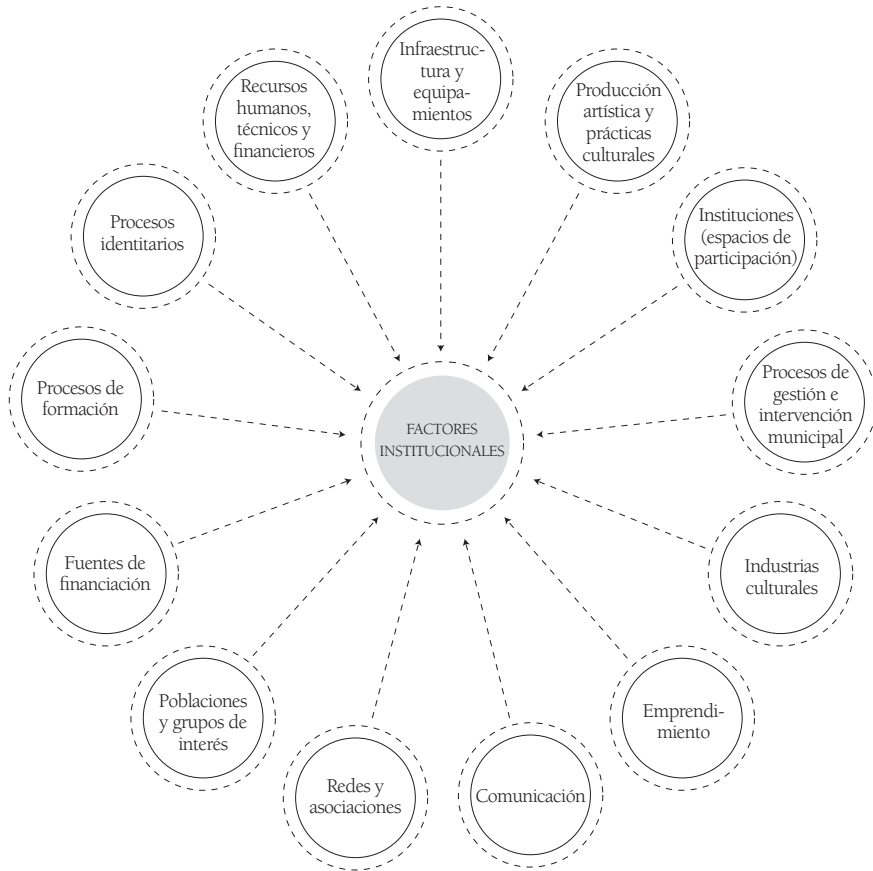 Infraestruc-
tura y
equipa-
mientos
Producción
artística y
prácticas
culturales
Instituciones
(espacios de
participación)
Procesos de
gestión e
intervención
municipal
Industrias
culturales
Emprendi-
miento
Comunicación
Redes y
asociaciones
Poblaciones
y grupos de
interés
Fuentes de
financiación
Procesos de
formación
Procesos
identitarios
Recursos
humanos,
técnicos y
financieros
FACTORES
INSTITUCIONALES